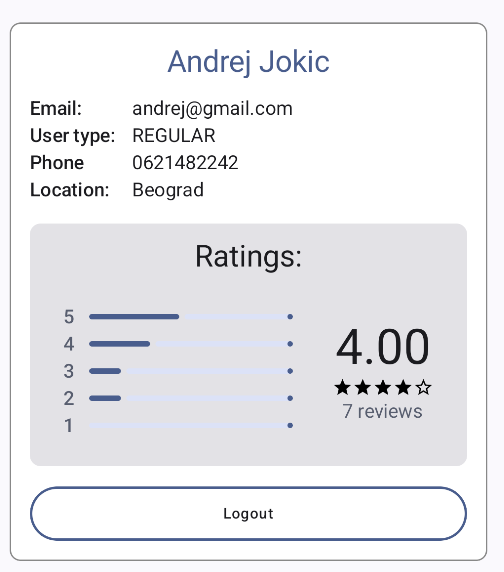 Andrej Jokic
Email: andrej@gmail.com
User type: REGULAR
Phone 0621482242
Location: Beograd
Ratings:
5
4
3
2
1
4.00
7 reviews
Logout